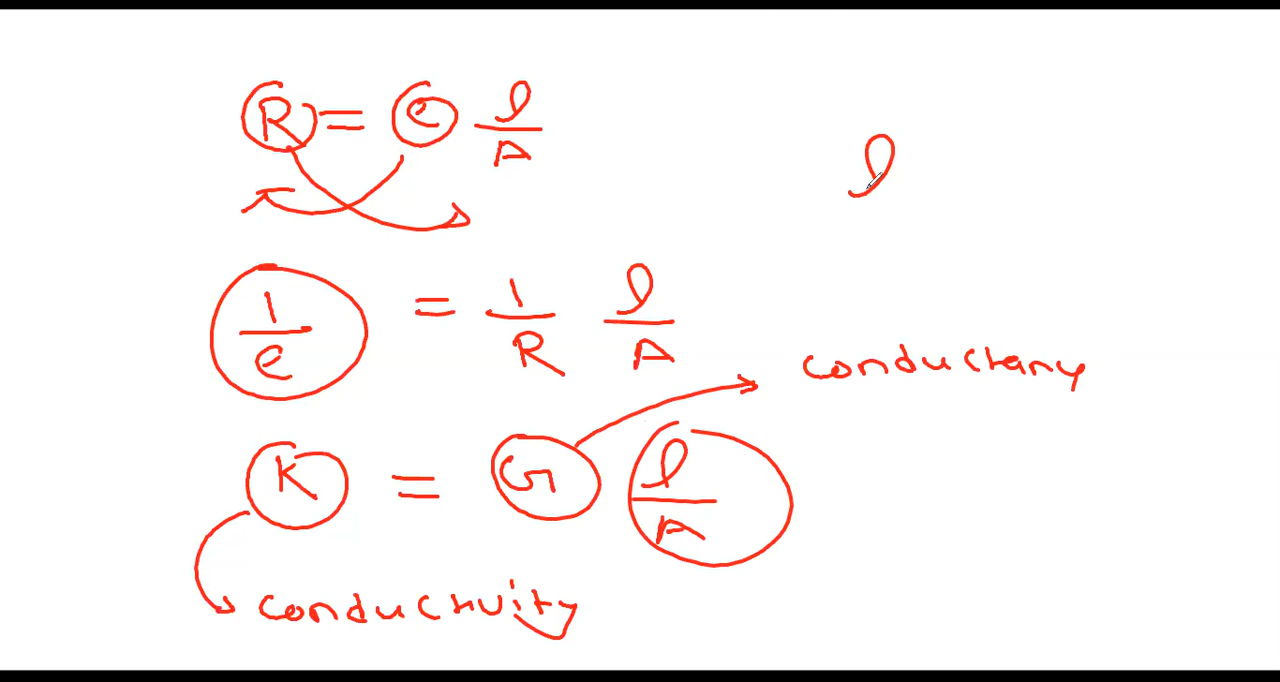 R = ρ l/A
l
1/ρ = 1/R l/A
conductany
K = G l/A
conductivity